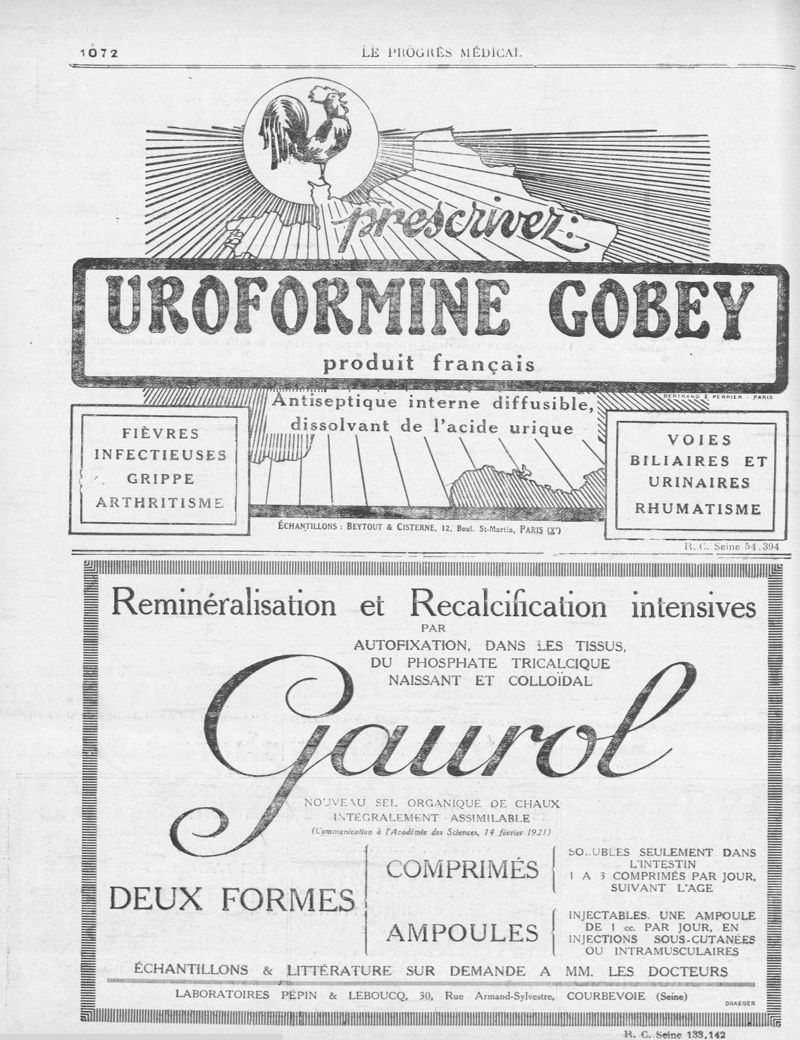 1072
LE PROGRÈS MÉDICAL
prescrivez:
UROFORMINE GOBEY
produit français
BERTRAND & PERRIER - PARIS
Antiseptique interne diffusible,
dissolvant de l'acide urique
FIÈVRES
INFECTIEUSES
GRIPPE
ARTHRITISME
VOIES
BILIAIRES ET
URINAIRES
RHUMATISME
ÉCHANTILLONS : BEYTOUT & CISTERNE, 12, Boul. St-Martin, PARIS (Xe)
R. C. Seine 54.394
Reminéralisation et Recalcification intensives
PAR
AUTOFIXATION, DANS LES TISSUS,
DU PHOSPHATE TRICALCIQUE
NAISSANT ET COLLOÏDAL
Gaurol
NOUVEAU SEL ORGANIQUE DE CHAUX
INTÉGRALEMENT ASSIMILABLE
(Communication à l'Académie des Sciences, 14 février 1921)
DEUX FORMES
COMPRIMÉS
SOLUBLES SEULEMENT DANS
L'INTESTIN
1 A 3 COMPRIMÉS PAR JOUR,
SUIVANT L'AGE
AMPOULES
INJECTABLES. UNE AMPOULE
DE 1 cc. PAR JOUR, EN
INJECTIONS SOUS-CUTANÉES
OU INTRAMUSCULAIRES
ÉCHANTILLONS & LITTÉRATURE SUR DEMANDE A MM. LES DOCTEURS
LABORATOIRES PÉPIN & LEBOUCQ, 30, Rue Armand-Sylvestre, COURBEVOIE (Seine)
DRAEGER
R. C. Seine 133,142